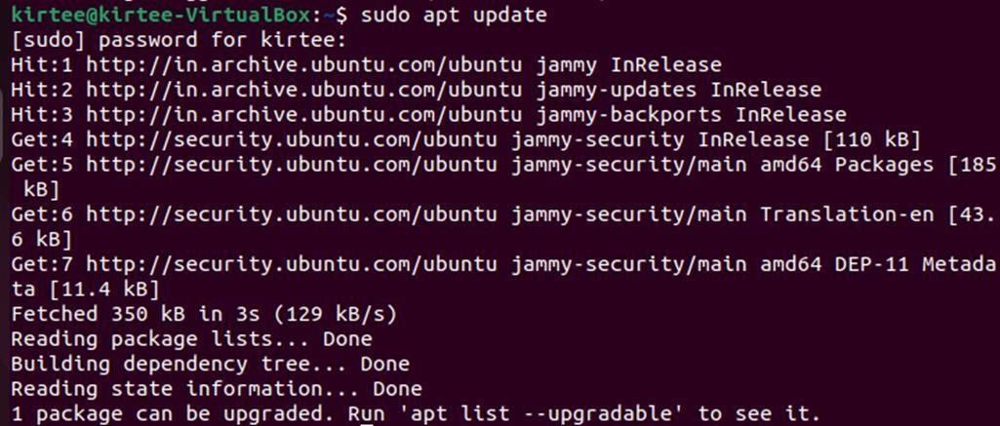 kirtee@kirtee-VirtualBox:~$ sudo apt update
[sudo] password for kirtee:
Hit:1 http://in.archive.ubuntu.com/ubuntu jammy InRelease
Hit:2 http://in.archive.ubuntu.com/ubuntu jammy-updates InRelease
Hit:3 http://in.archive.ubuntu.com/ubuntu jammy-backports InRelease
Get:4 http://security.ubuntu.com/ubuntu jammy-security InRelease [110 kB]
Get:5 http://security.ubuntu.com/ubuntu jammy-security/main amd64 Packages [185
 kB]
Get:6 http://security.ubuntu.com/ubuntu jammy-security/main Translation-en [43.
6 kB]
Get:7 http://security.ubuntu.com/ubuntu jammy-security/main amd64 DEP-11 Metada
ta [11.4 kB]
Fetched 350 kB in 3s (129 kB/s)
Reading package lists... Done
Building dependency tree... Done
Reading state information... Done
1 package can be upgraded. Run 'apt list --upgradable' to see it.